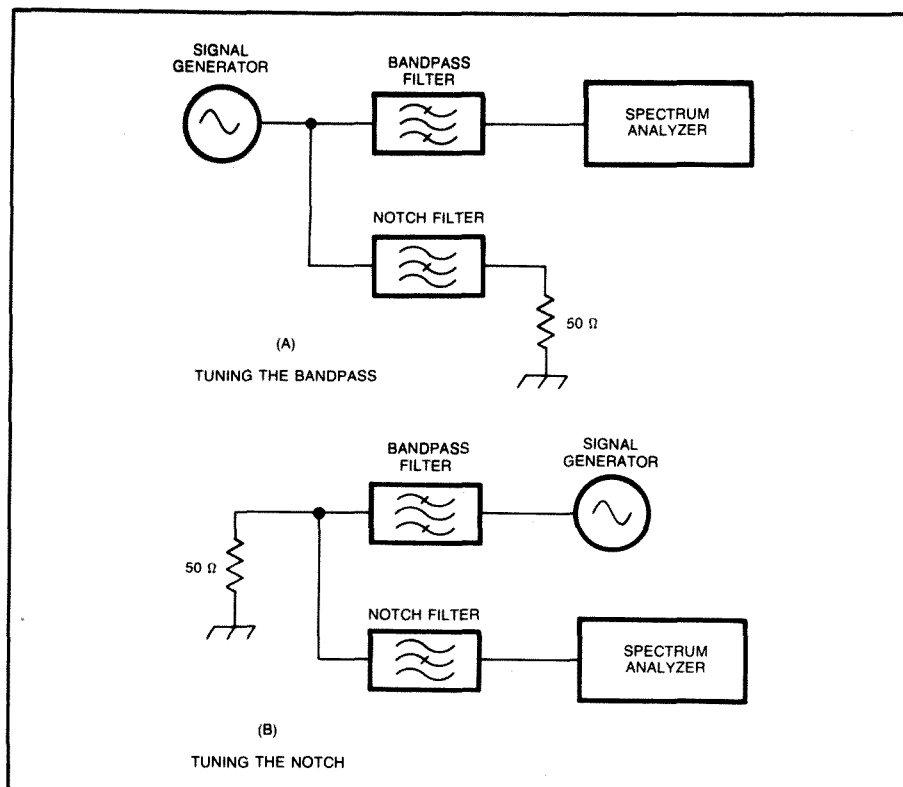 SIGNAL
GENERATOR
BANDPASS
FILTER
SPECTRUM
ANALYZER
NOTCH FILTER
50 Ω
(A)
TUNING THE BANDPASS
BANDPASS
FILTER
SIGNAL
GENERATOR
50 Ω
NOTCH FILTER
SPECTRUM
ANALYZER
(B)
TUNING THE NOTCH